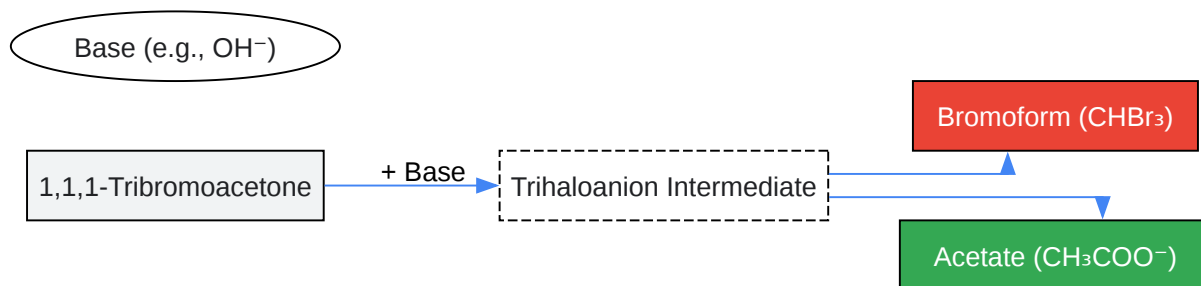 Base (e.g., OH⁻)
1,1,1-Tribromoacetone
+ Base
Trihaloanion Intermediate
Bromoform (CHBr₃)
Acetate (CH₃COO⁻)